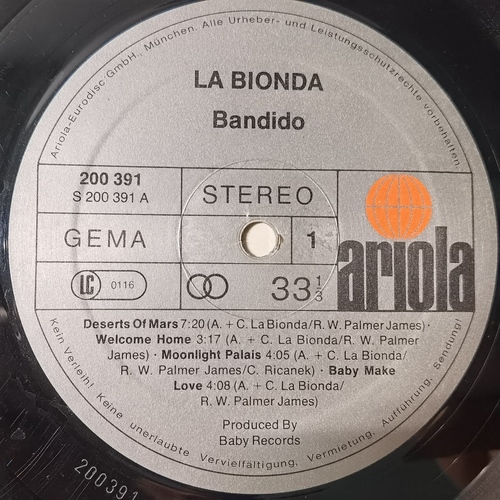 Ariola-Eurodisc GmbH, München. Alle Urheber- und Leistungsschutzrechte vorbehalten.
LA BIONDA
Bandido
200 391
S 200 391 A
STEREO
GEMA
1
LC 0116
33 1/3
ariola
Deserts Of Mars 7:20 (A. + C. La Bionda/R. W. Palmer James) ·
Welcome Home 3:17 (A. + C. La Bionda/R. W. Palmer
James) · Moonlight Palais 4:05 (A. + C. La Bionda/
R. W. Palmer James/C. Ricanek) · Baby Make
Love 4:08 (A. + C. La Bionda/
R. W. Palmer James)
Produced By
Baby Records
Kein Verleih! Keine unerlaubte Vervielfältigung, Vermietung, Aufführung, Sendung!
200391